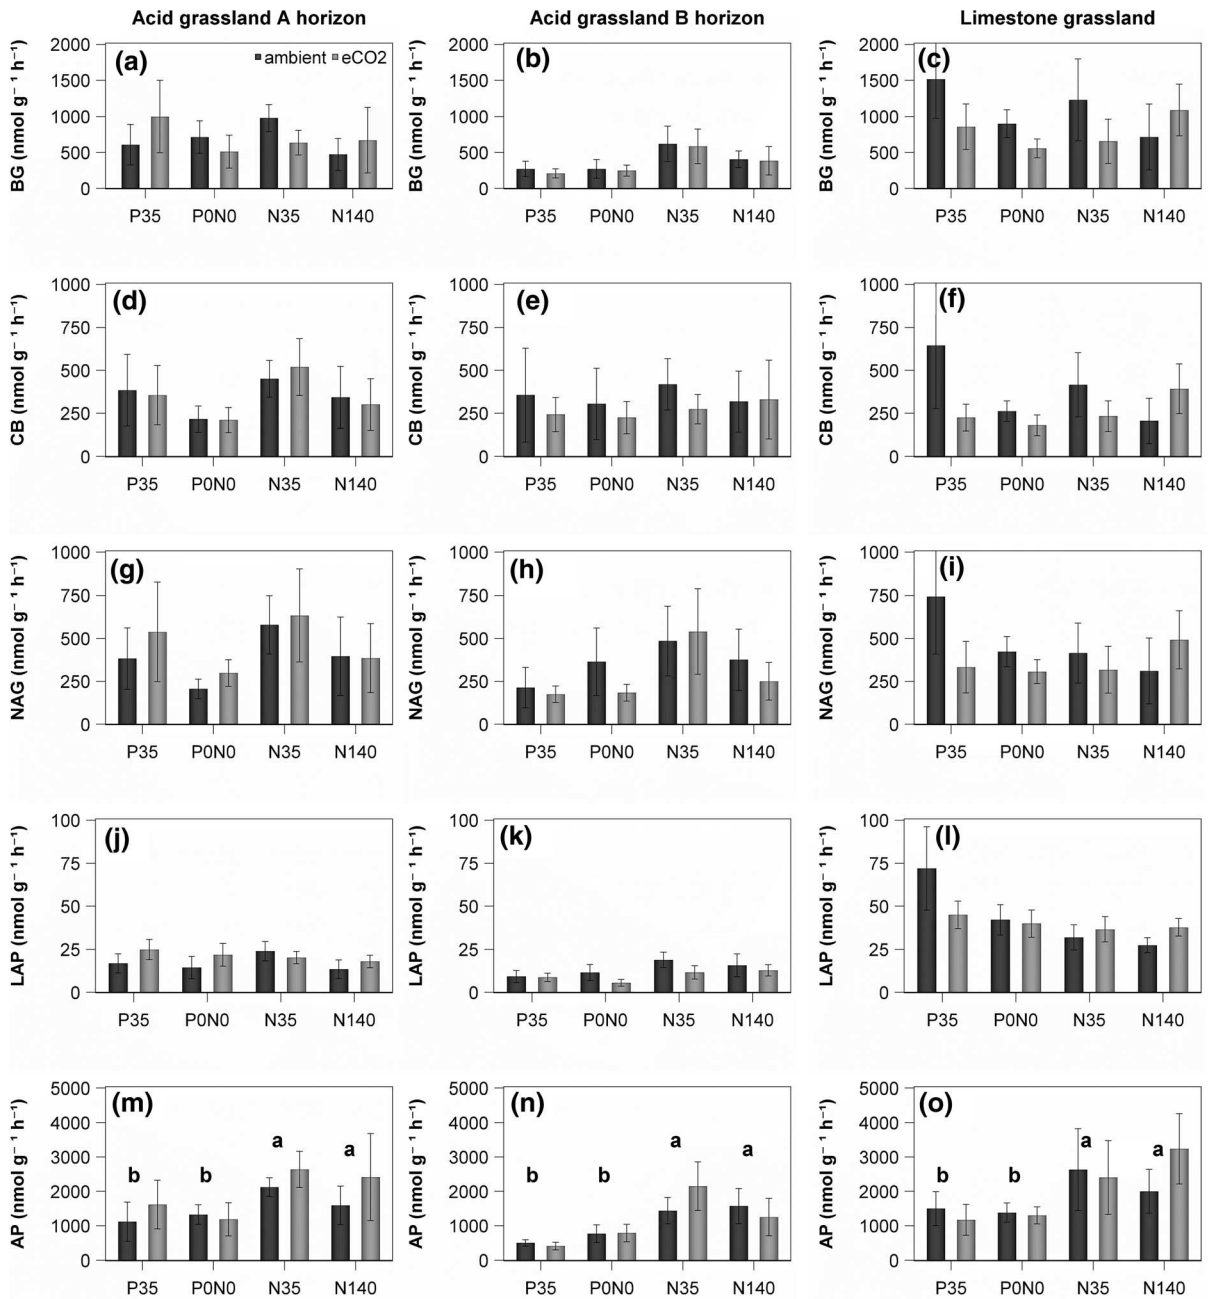 Acid grassland A horizon
Acid grassland B horizon
Limestone grassland
BG (nmol g⁻ ¹ h⁻¹)
2000
1500
1000
500
0
(a)
ambient eCO2
P35 P0N0 N35 N140
BG (nmol g⁻ ¹ h⁻¹)
2000
1500
1000
500
0
(b)
P35 P0N0 N35 N140
BG (nmol g⁻ ¹ h⁻¹)
2000
1500
1000
500
0
(c)
P35 P0N0 N35 N140
CB (nmol g⁻ ¹ h⁻¹)
1000
750
500
250
0
(d)
P35 P0N0 N35 N140
CB (nmol g⁻ ¹ h⁻¹)
1000
750
500
250
0
(e)
P35 P0N0 N35 N140
CB (nmol g⁻ ¹ h⁻¹)
1000
750
500
250
0
(f)
P35 P0N0 N35 N140
NAG (nmol g⁻ ¹ h⁻¹)
1000
750
500
250
0
(g)
P35 P0N0 N35 N140
NAG (nmol g⁻ ¹ h⁻¹)
1000
750
500
250
0
(h)
P35 P0N0 N35 N140
NAG (nmol g⁻ ¹ h⁻¹)
1000
750
500
250
0
(i)
P35 P0N0 N35 N140
LAP (nmol g⁻ ¹ h⁻¹)
100
75
50
25
0
(j)
P35 P0N0 N35 N140
LAP (nmol g⁻ ¹ h⁻¹)
100
75
50
25
0
(k)
P35 P0N0 N35 N140
LAP (nmol g⁻ ¹ h⁻¹)
100
75
50
25
0
(l)
P35 P0N0 N35 N140
AP (nmol g⁻ ¹ h⁻¹)
5000
4000
3000
2000
1000
0
(m)
b b a a
P35 P0N0 N35 N140
AP (nmol g⁻ ¹ h⁻¹)
5000
4000
3000
2000
1000
0
(n)
b b a a
P35 P0N0 N35 N140
AP (nmol g⁻ ¹ h⁻¹)
5000
4000
3000
2000
1000
0
(o)
b b a a
P35 P0N0 N35 N140